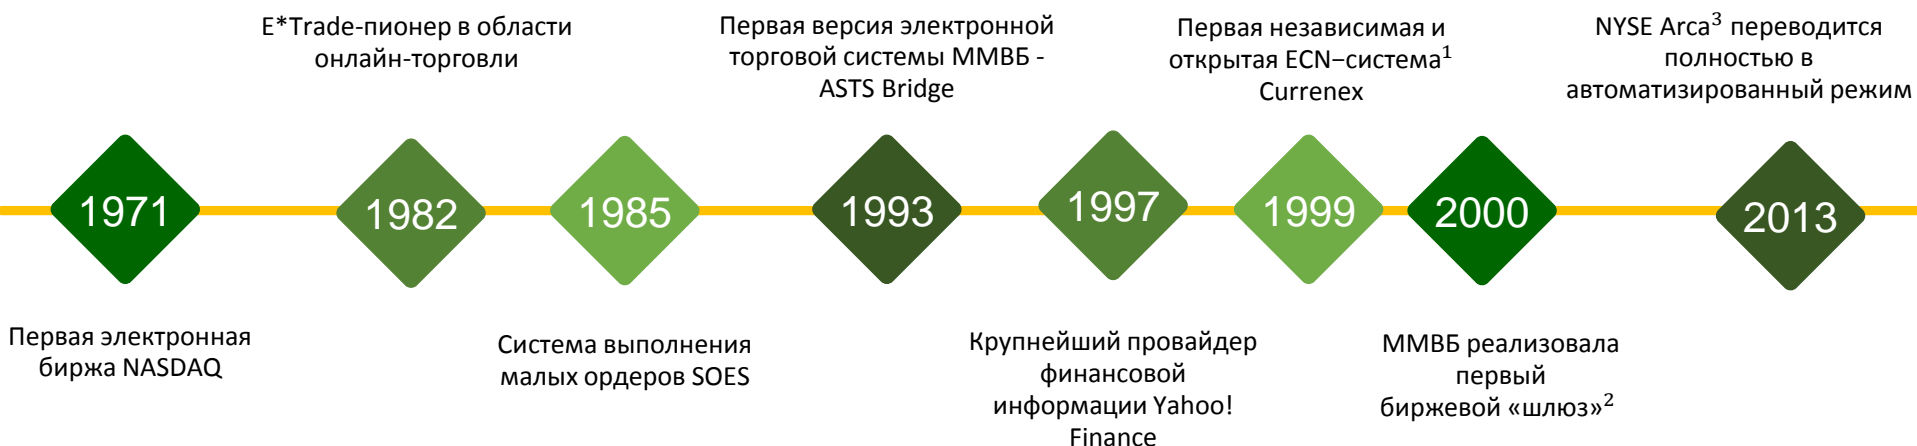 E*Trade-пионер в области
онлайн-торговли
Первая версия электронной
торговой системы ММВБ -
ASTS Bridge
Первая независимая и
открытая ECN−система¹
Currenex
NYSE Arca³ переводится
полностью в
автоматизированный режим
1971
1982
1985
1993
1997
1999
2000
2013
Первая электронная
биржа NASDAQ
Система выполнения
малых ордеров SOES
Крупнейший провайдер
финансовой
информации Yahoo!
Finance
ММВБ реализовала
первый
биржевой «шлюз»²